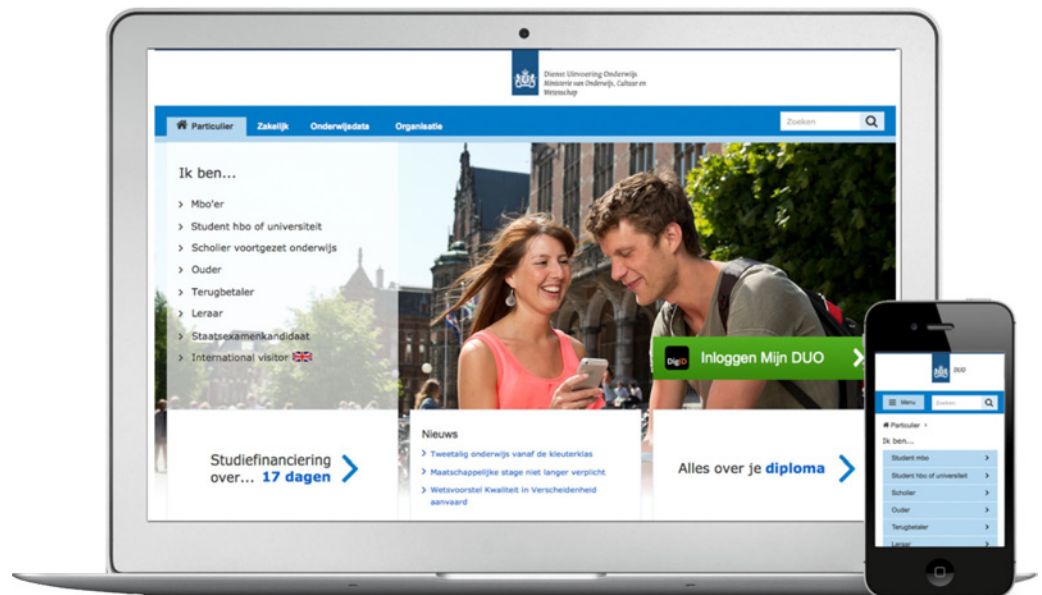 Dienst Uitvoering Onderwijs
Ministerie van Onderwijs, Cultuur en
Wetenschap
Particulier
Zakelijk
Onderwijsdata
Organisatie
Zoeken
Ik ben...
Mbo'er
Student hbo of universiteit
Scholier voortgezet onderwijs
Ouder
Terugbetaler
Leraar
Staatsexamenkandidaat
International visitor
DigiD
Inloggen Mijn DUO
Studiefinanciering
over... 17 dagen
Nieuws
Tweetalig onderwijs vanaf de kleuterklas
Maatschappelijke stage niet langer verplicht
Wetsvoorstel Kwaliteit in Verscheidenheid
aanvaard
Alles over je diploma
DUO
Menu
Zoeken
Particulier
Ik ben...
Student mbo
Student hbo of universiteit
Scholier
Ouder
Terugbetaler
Leraar